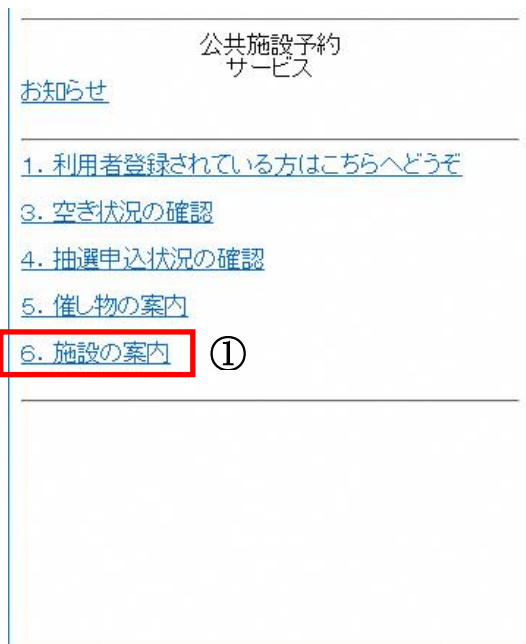 公共施設予約
サービス
お知らせ
1. 利用者登録されている方はこちらへどうぞ
3. 空き状況の確認
4. 抽選申込状況の確認
5. 催し物の案内
6. 施設の案内 ①